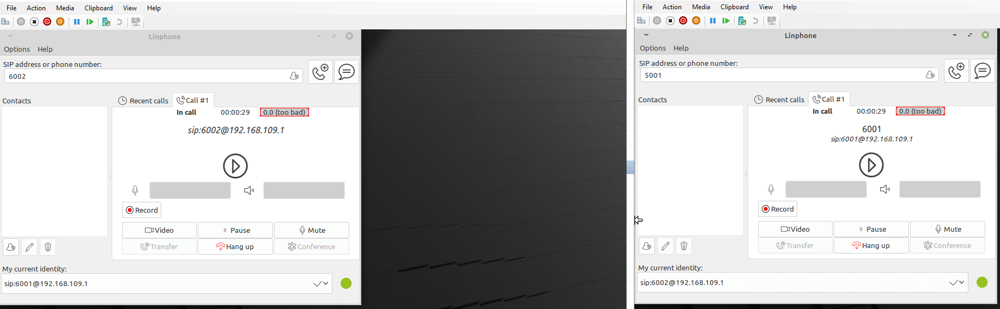 File Action Media Clipboard View Help
Linphone
Options Help
SIP address or phone number:
6002
Contacts
Recent calls Call #1
In call 00:00:29 0.0 (too bad)
sip:6002@192.168.109.1
Record
Video Pause Mute
Transfer Hang up Conference
My current identity:
sip:6001@192.168.109.1
File Action Media Clipboard View Help
Linphone
Options Help
SIP address or phone number:
5001
Contacts
Recent calls Call #1
In call 00:00:29 0.0 (too bad)
6001
sip:6001@192.168.109.1
Record
Video Pause Mute
Transfer Hang up Conference
My current identity:
sip:6002@192.168.109.1